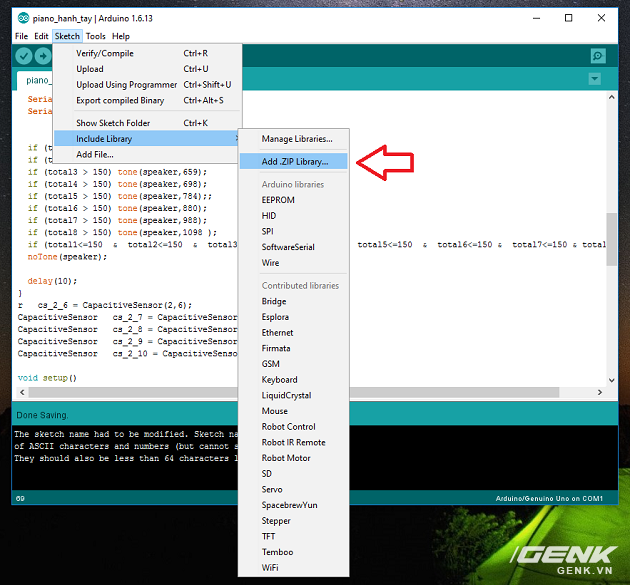 piano_hanh_tay | Arduino 1.6.13
File Edit Sketch Tools Help
Verify/Compile Ctrl+R
Upload Ctrl+U
Upload Using Programmer Ctrl+Shift+U
Export compiled Binary Ctrl+Alt+S
Show Sketch Folder Ctrl+K
Include Library
Add File...
Manage Libraries...
Add .ZIP Library...
Arduino libraries
EEPROM
HID
SPI
SoftwareSerial
Wire
Contributed libraries
Bridge
Esplora
Ethernet
Firmata
GSM
Keyboard
LiquidCrystal
Mouse
Robot Control
Robot IR Remote
Robot Motor
SD
Servo
SpacebrewYun
Stepper
TFT
Temboo
WiFi
piano_
Seria
Seria
if (t
if (t
if (total3 > 150) tone(speaker,659);
if (total4 > 150) tone(speaker,698);
if (total5 > 150) tone(speaker,784);;
if (total6 > 150) tone(speaker,880);
if (total7 > 150) tone(speaker,988);
if (total8 > 150) tone(speaker,1098 );
if (total1<=150 & total2<=150 & total3 total5<=150 & total6<=150 & total7<=150 & total
noTone(speaker);
delay(10);
}
r cs_2_6 = CapacitiveSensor(2,6);
CapacitiveSensor cs_2_7 = CapacitiveSenso
CapacitiveSensor cs_2_8 = CapacitiveSenso
CapacitiveSensor cs_2_9 = CapacitiveSenso
CapacitiveSensor cs_2_10 = CapacitiveSens
void setup()
Done Saving.
The sketch name had to be modified. Sketch na
of ASCII characters and numbers (but cannot s
They should also be less than 64 characters l
69 Arduino/Genuino Uno on COM1
GENK
GENK.VN